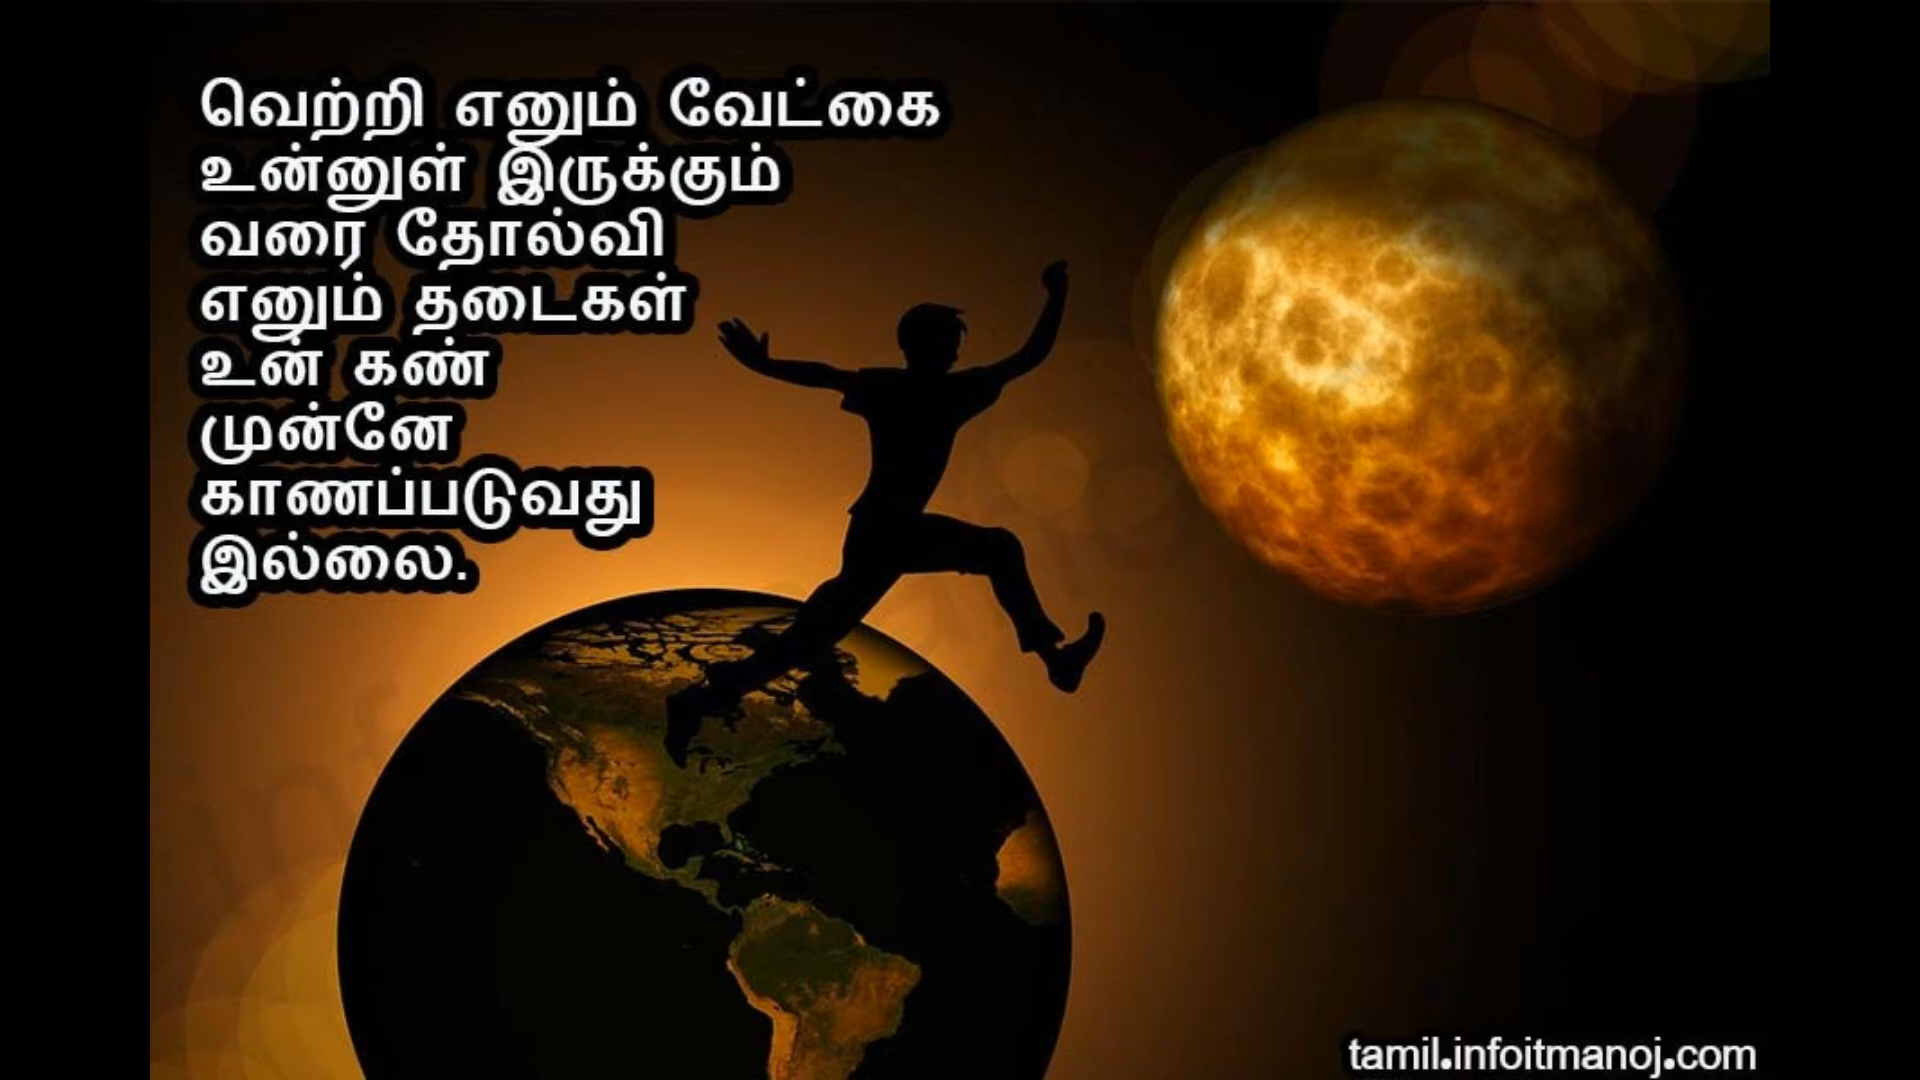 வெற்றி எனும் வேட்கை
உன்னுள் இருக்கும்
வரை தோல்வி
எனும் தடைகள்
உன் கண்
முன்னே
காணப்படுவது
இல்லை.
tamil.infoitmanoj.com